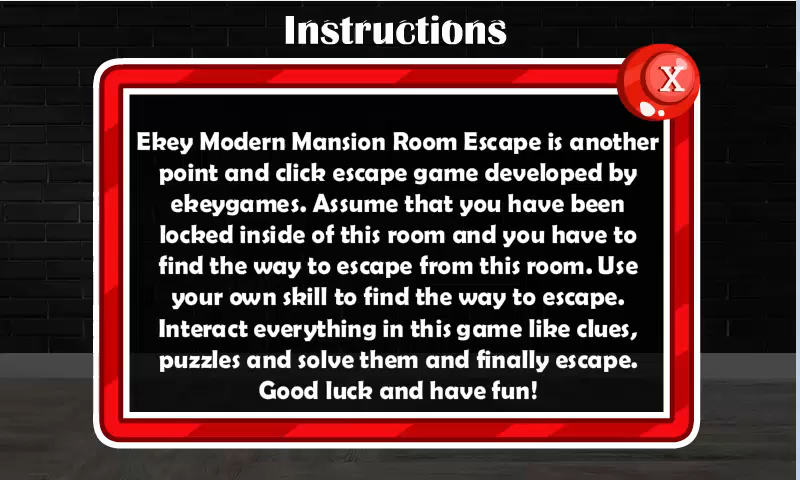 Instructions
X
Ekey Modern Mansion Room Escape is another
point and click escape game developed by
ekeygames. Assume that you have been
locked inside of this room and you have to
find the way to escape from this room. Use
your own skill to find the way to escape.
Interact everything in this game like clues,
puzzles and solve them and finally escape.
Good luck and have fun!